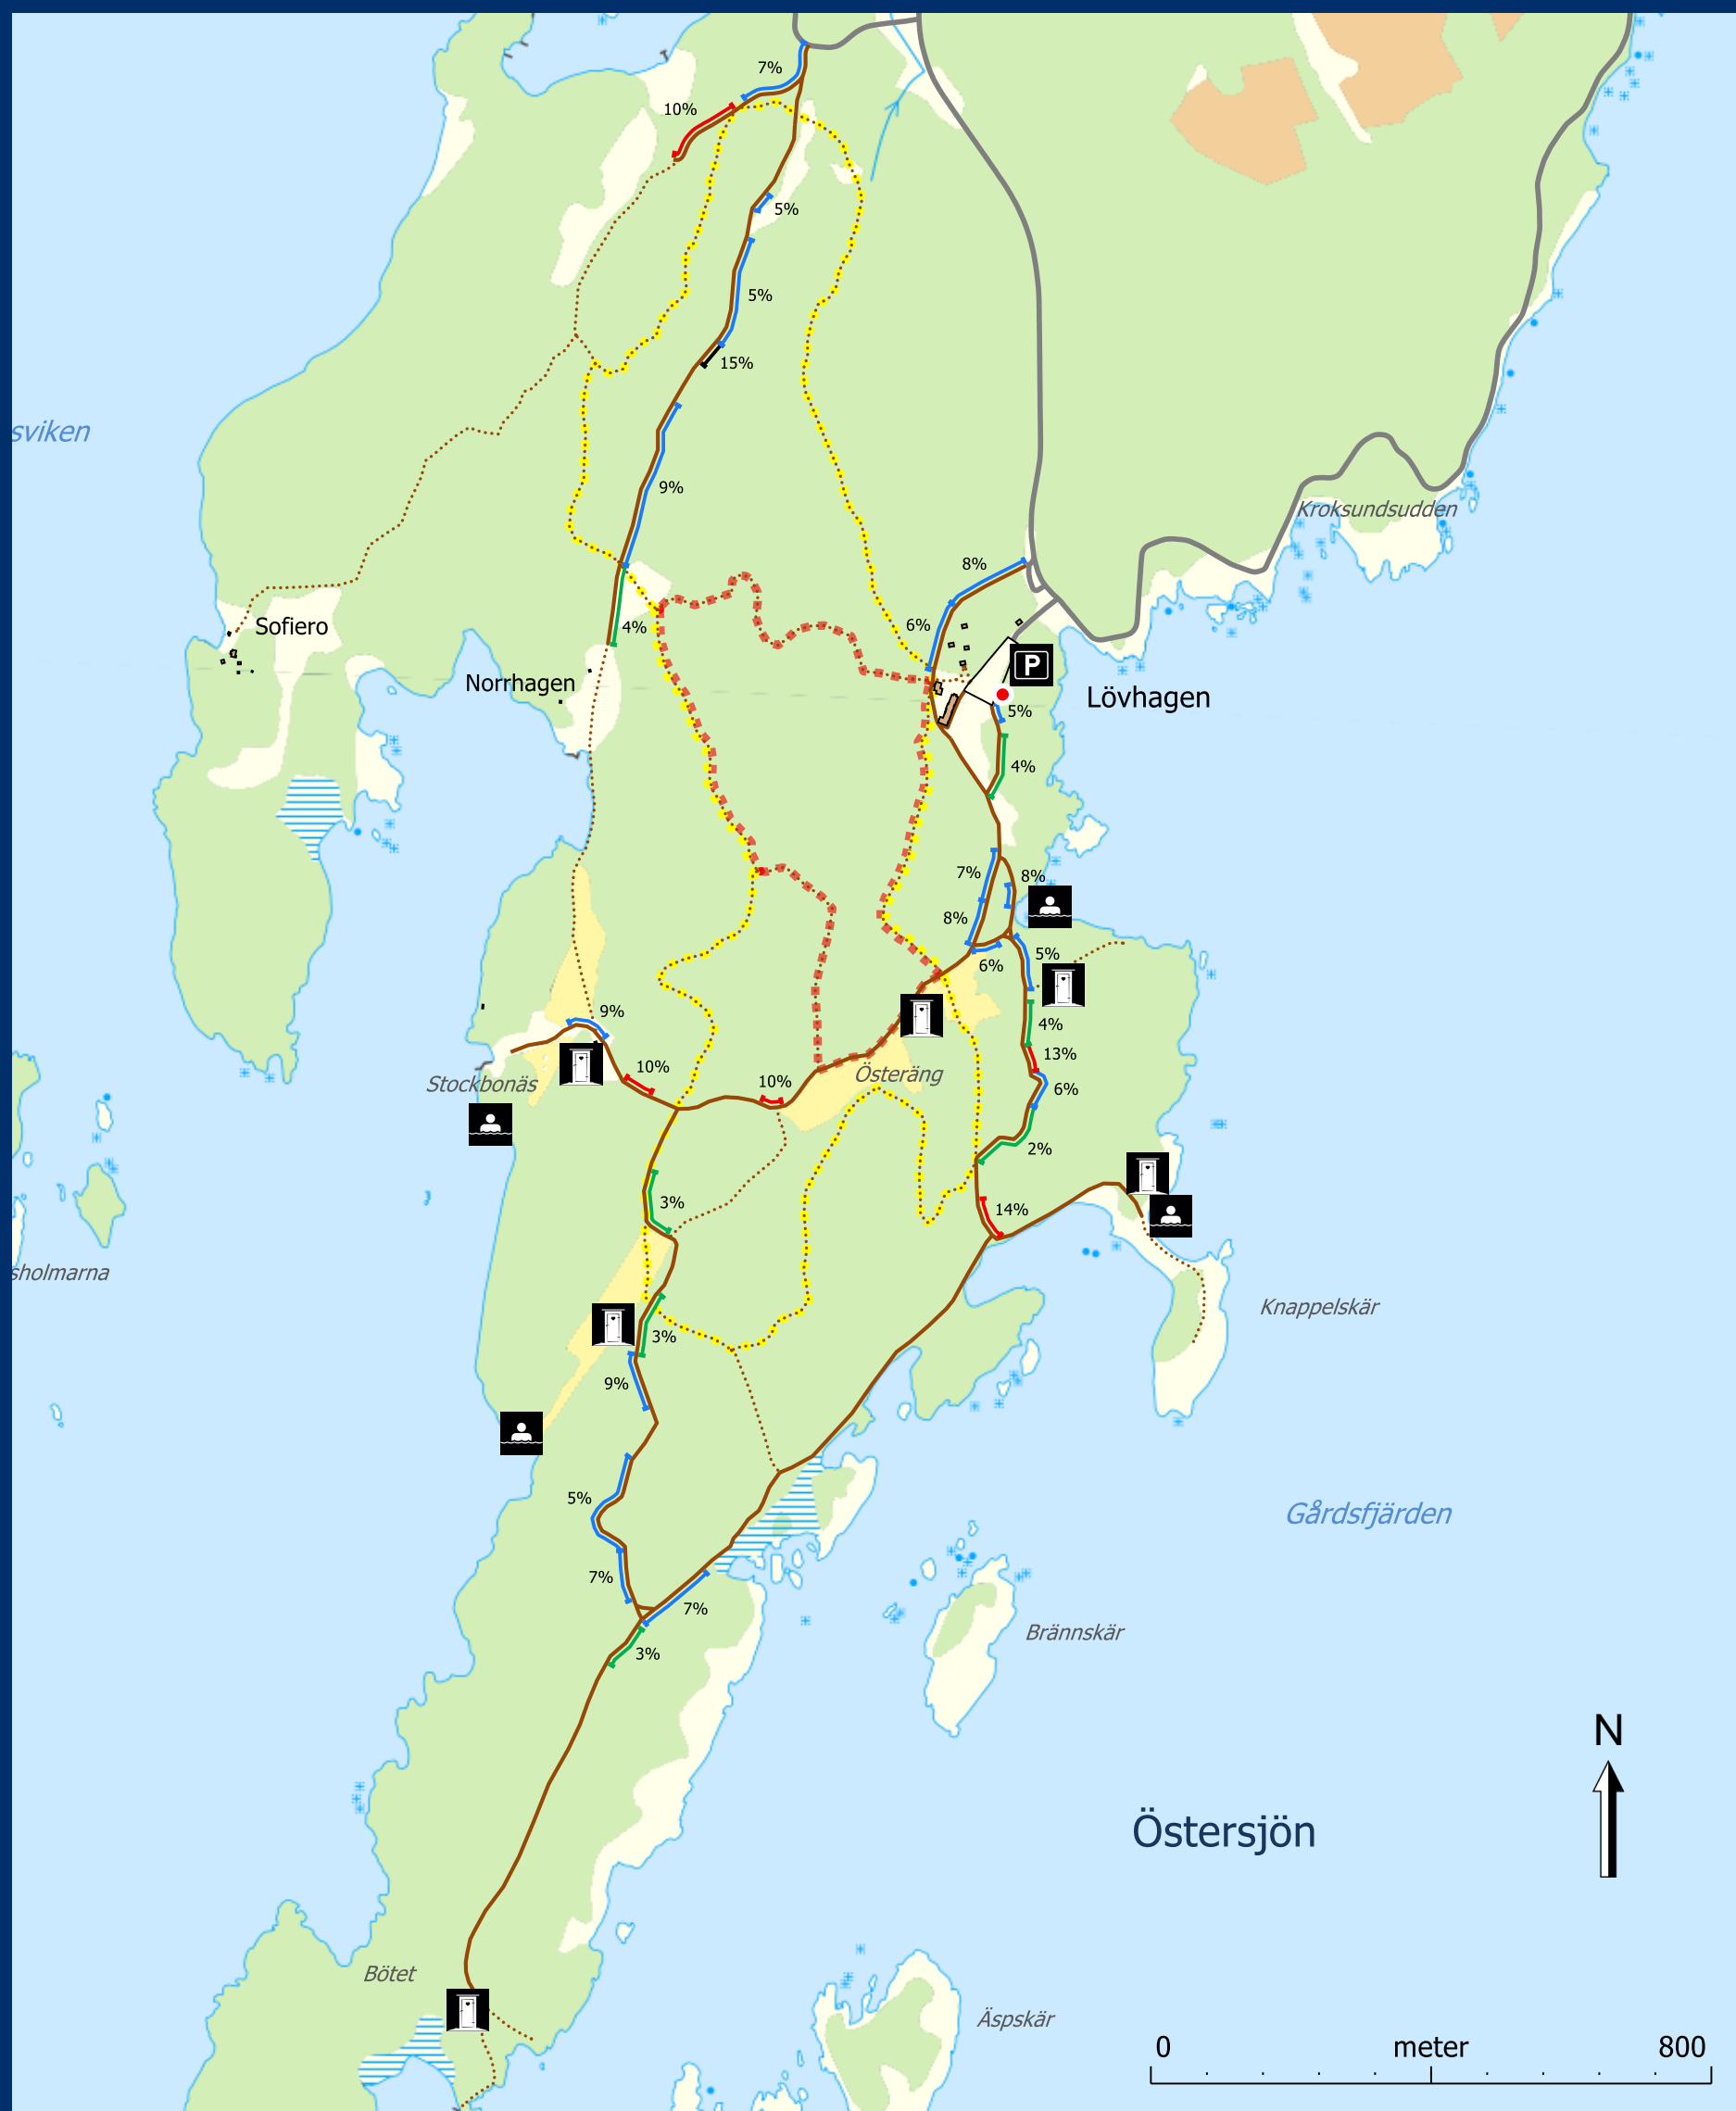 7%
10%
5%
5%
15%
sviken
9%
Kroksundsudden
8%
Sofiero
6%
4%
P
Norrhagen
Lövhagen
5%
4%
7%
8%
8%
5%
6%
9%
4%
13%
10%
10%
Österäng
Stockbonäs
6%
2%
3%
14%
sholmarna
Knappelskär
3%
9%
5%
Gårdsfjärden
7%
7%
Brännskär
3%
N
Östersjön
Bötet
Äspskär
0 meter 800